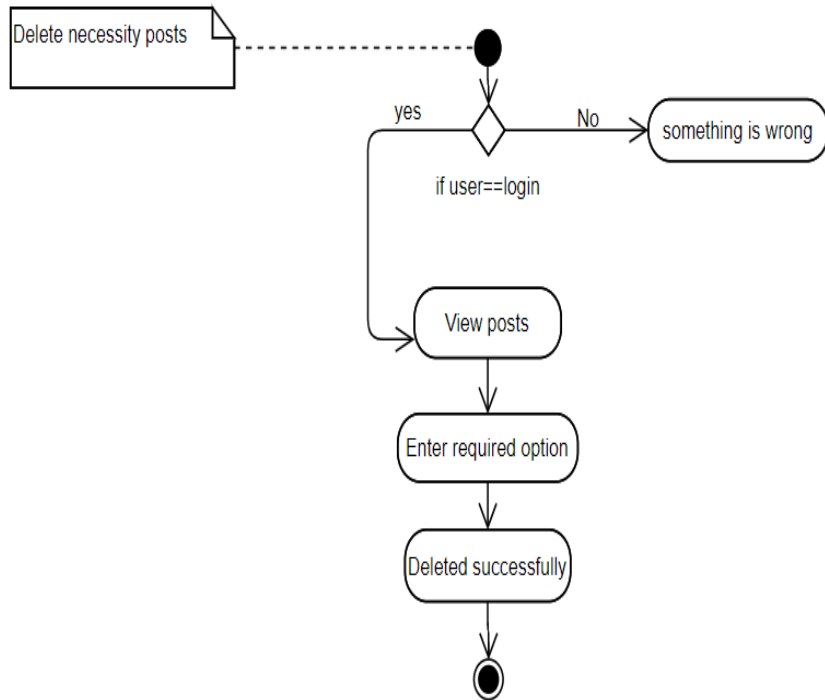 Delete necessity posts
yes
No
something is wrong
if user==login
View posts
Enter required option
Deleted successfully